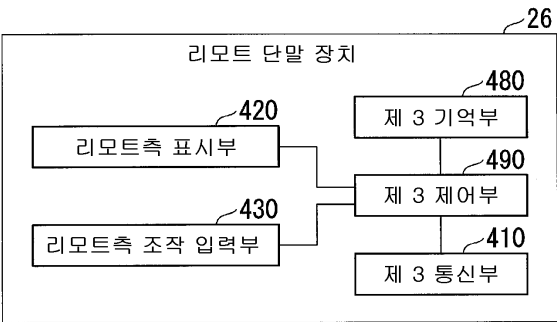 26
리모트 단말 장치
480
420
제 3 기억부
리모트측 표시부
490
제 3 제어부
430
리모트측 조작 입력부
410
제 3 통신부